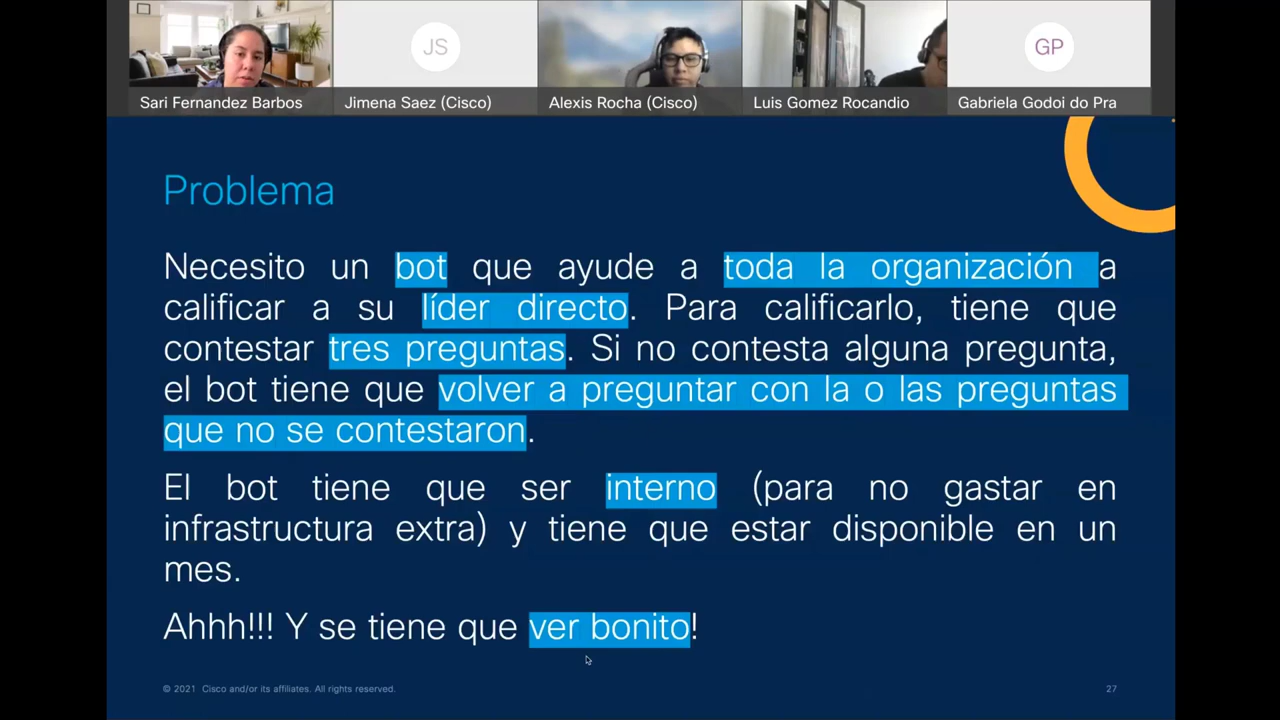 Sari Fernandez Barbos
JS
Jimena Saez (Cisco)
Alexis Rocha (Cisco)
Luis Gomez Rocandio
GP
Gabriela Godoi do Pra
Problema
Necesito un bot que ayude a toda la organización a
calificar a su líder directo. Para calificarlo, tiene que
contestar tres preguntas. Si no contesta alguna pregunta,
el bot tiene que volver a preguntar con la o las preguntas
que no se contestaron.
El bot tiene que ser interno (para no gastar en
infrastructura extra) y tiene que estar disponible en un
mes.
Ahhh!!! Y se tiene que ver bonito!
© 2021 Cisco and/or its affiliates. All rights reserved.
27